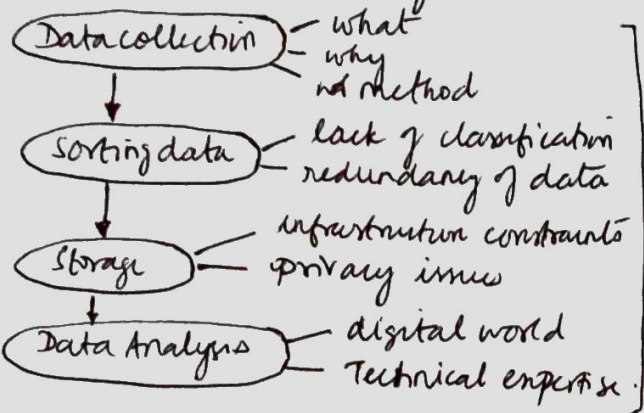 what
Data collection
why
method
lack of classification
Sorting data
redundancy of data
infrastructure constraints
Storage
privacy issues
digital world
Data Analysis
Technical expertise.